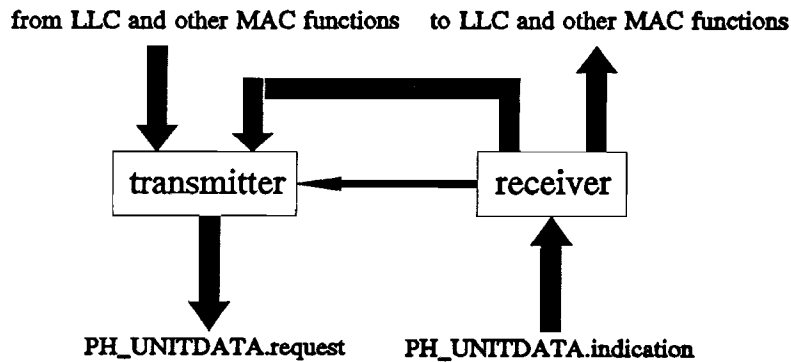 from LLC and other MAC functions
to LLC and other MAC functions
transmitter
receiver
PH_UNITDATA.request
PH_UNITDATA.indication